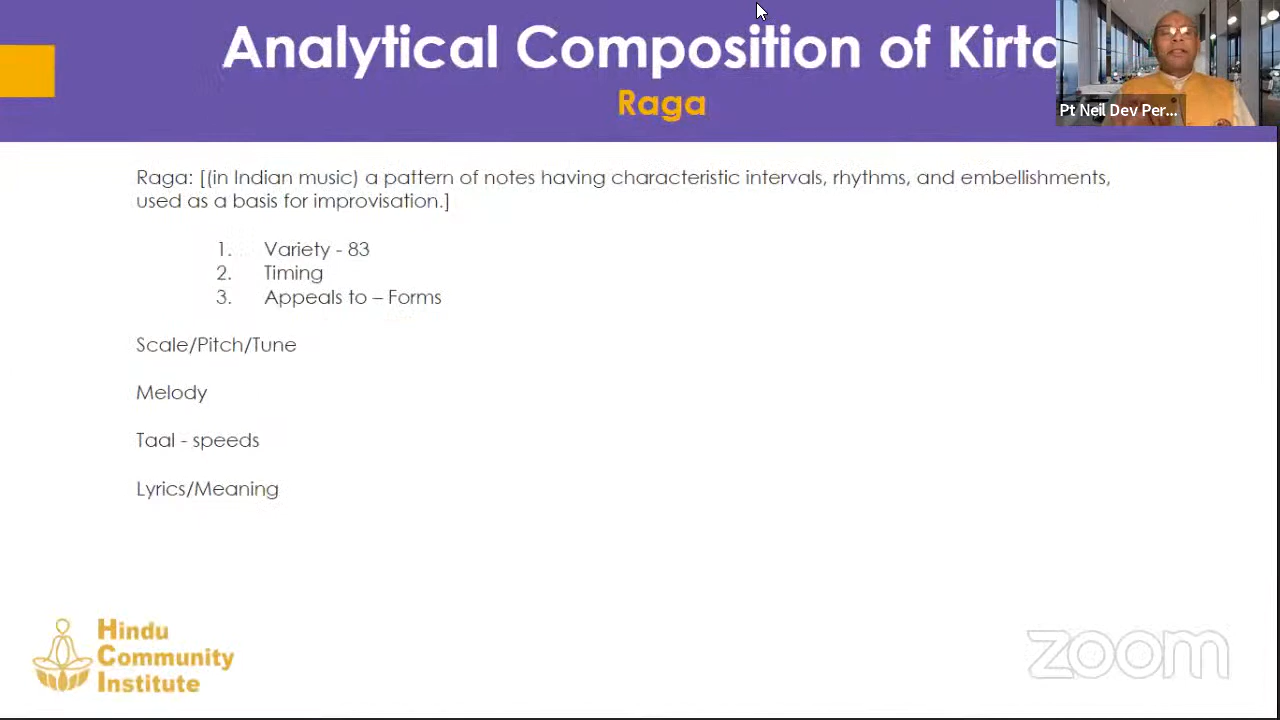 Analytical Composition of Kirta
Raga
Pt Neil Dev Per...
Raga: [(in Indian music) a pattern of notes having characteristic intervals, rhythms, and embellishments,
used as a basis for improvisation.]
1. Variety - 83
2. Timing
3. Appeals to – Forms
Scale/Pitch/Tune
Melody
Taal - speeds
Lyrics/Meaning
Hindu
Community
Institute
zoom